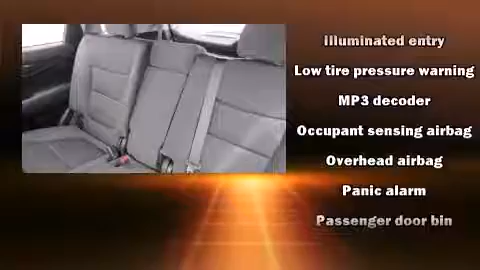 Illuminated entry
Low tire pressure warning
MP3 decoder
Occupant sensing airbag
Overhead airbag
Panic alarm
Passenger door bin